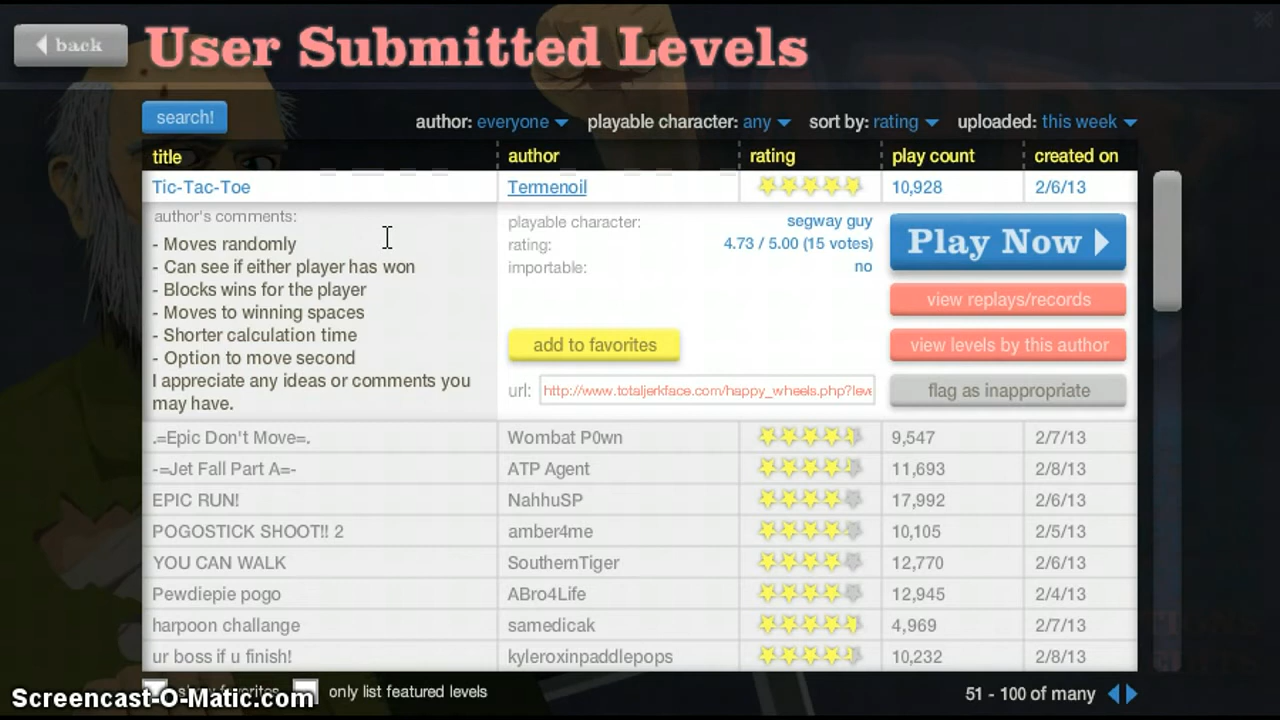 back
User Submitted Levels
search!
author: everyone playable character: any sort by: rating uploaded: this week
title author rating play count created on
Tic-Tac-Toe Termenoil 10,928 2/6/13
author's comments:
- Moves randomly
- Can see if either player has won
- Blocks wins for the player
- Moves to winning spaces
- Shorter calculation time
- Option to move second
I appreciate any ideas or comments you
may have.
playable character: segway guy
rating: 4.73 / 5.00 (15 votes)
importable: no
add to favorites
url: http://www.totaljerkface.com/happy_wheels.php?leve
Play Now
view replays/records
view levels by this author
flag as inappropriate
.=Epic Don't Move=. Wombat P0wn 9,547 2/7/13
-=Jet Fall Part A=- ATP Agent 11,693 2/8/13
EPIC RUN! NahhuSP 17,992 2/6/13
POGOSTICK SHOOT!! 2 amber4me 10,105 2/5/13
YOU CAN WALK SouthernTiger 12,770 2/6/13
Pewdiepie pogo ABro4Life 12,945 2/4/13
harpoon challange samedicak 4,969 2/7/13
ur boss if u finish! kyleroxinpaddlepops 10,232 2/8/13
only list featured levels
51 - 100 of many
Screencast-O-Matic.com